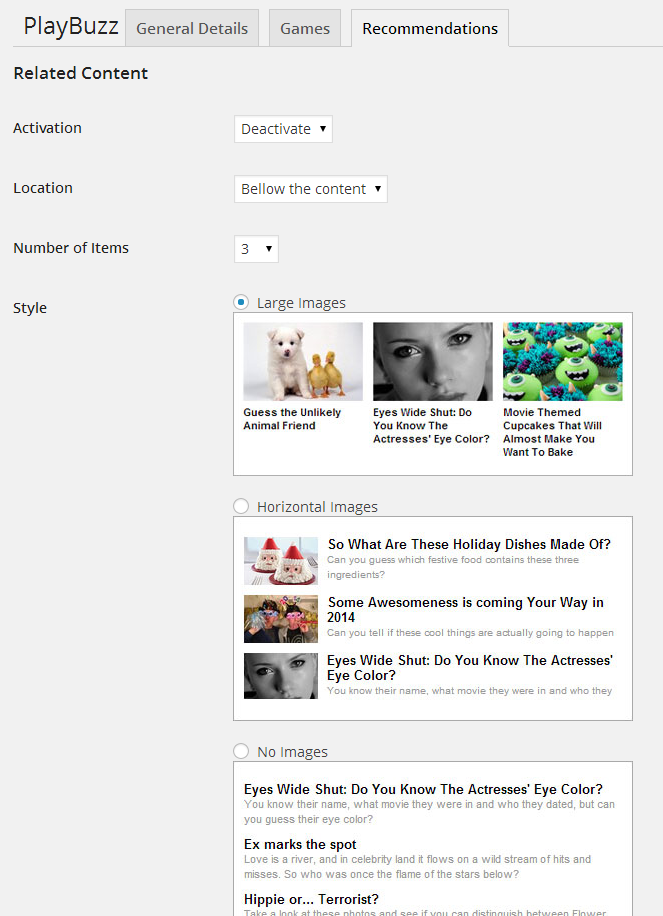 PlayBuzz General Details Games Recommendations
Related Content
Activation Deactivate
Location Bellow the content
Number of Items 3
Style
Large Images
Guess the Unlikely
Animal Friend
Eyes Wide Shut: Do
You Know The
Actresses' Eye Color?
Movie Themed
Cupcakes That Will
Almost Make You
Want To Bake
Horizontal Images
So What Are These Holiday Dishes Made Of?
Can you guess which festive food contains these three
ingredients?
Some Awesomeness is coming Your Way in
2014
Can you tell if these cool things are actually going to happen
Eyes Wide Shut: Do You Know The Actresses'
Eye Color?
You know their name, what movie they were in and who they
No Images
Eyes Wide Shut: Do You Know The Actresses' Eye Color?
You know their name, what movie they were in and who they dated, but can
you guess their eye color?
Ex marks the spot
Love is a river, and in celebrity land it flows on a wild stream of hits and
misses. So who was once the flame of the stars below?
Hippie or... Terrorist?
Take a look at these photos and see if you can distinguish between Flower